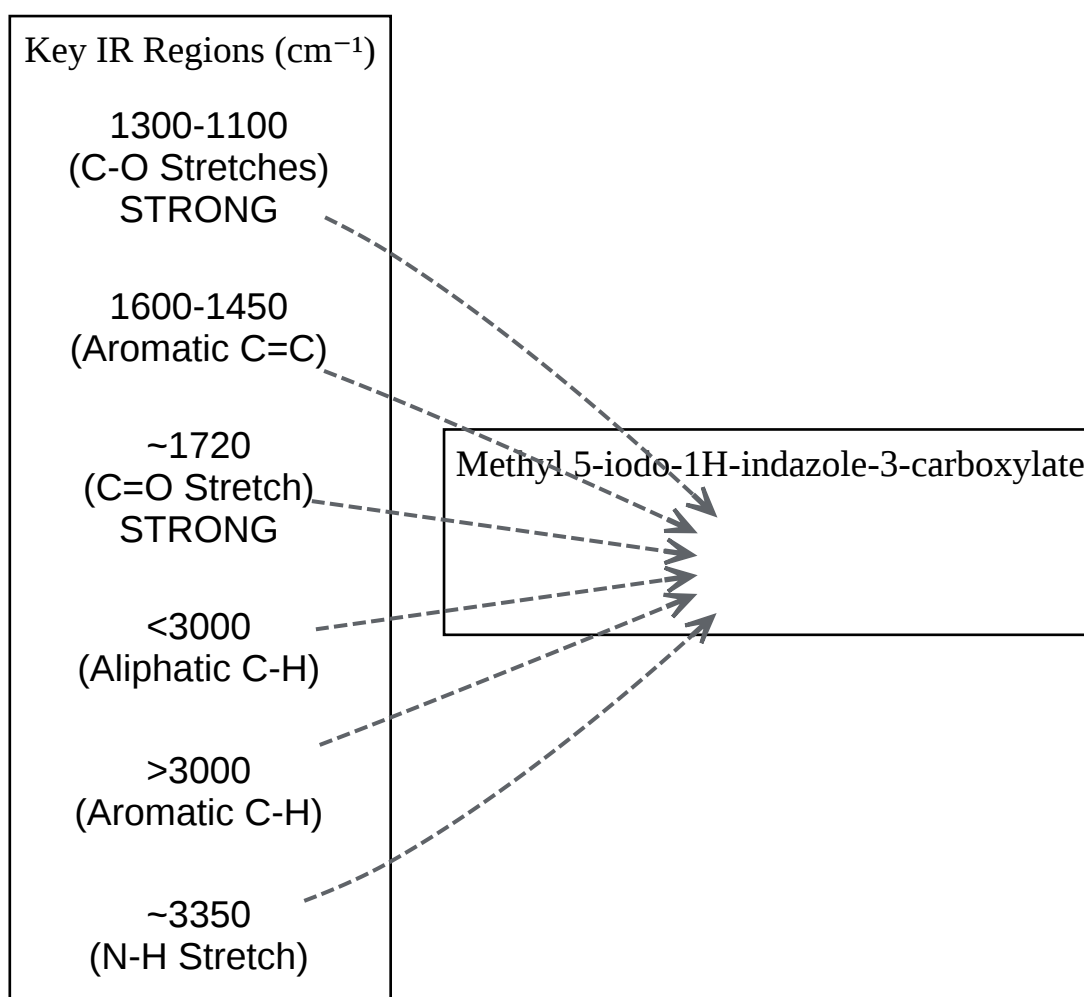 Key IR Regions (cm⁻¹)
1300-1100
(C-O Stretches)
STRONG
1600-1450
(Aromatic C=C)
~1720
(C=O Stretch)
STRONG
<3000
(Aliphatic C-H)
>3000
(Aromatic C-H)
~3350
(N-H Stretch)
Methyl 5-iodo-1H-indazole-3-carboxylate